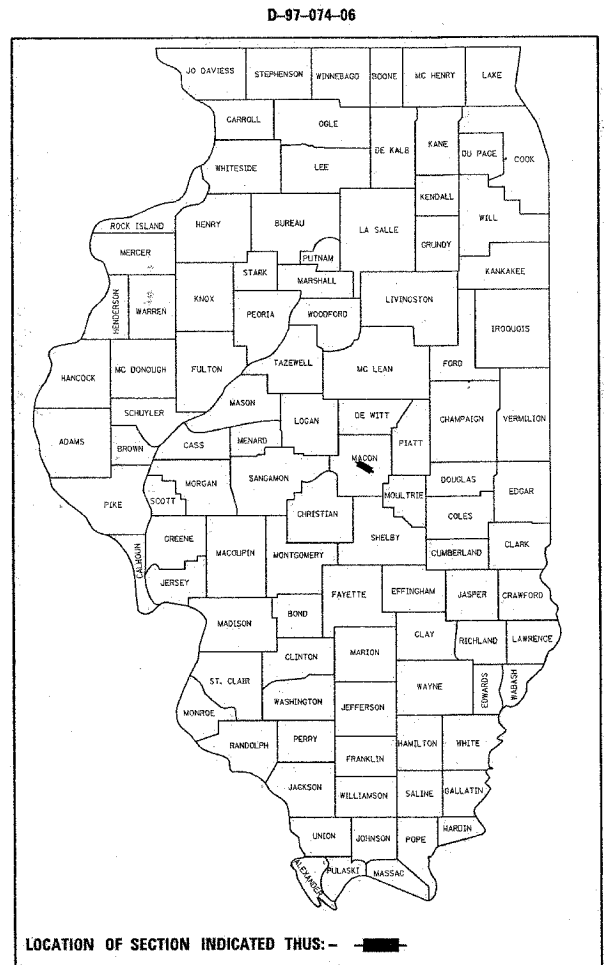 D-97-074-06
JO DAVIESS STEPHENSON WINNEBAGO BOONE MC HENRY LAKE
CARROLL OGLE
DE KALB KANE DU PAGE COOK
WHITESIDE LEE
KENDALL
WILL
ROCK ISLAND HENRY BUREAU LA SALLE
GRUNDY
MERCER PUTNAM
STARK MARSHALL KANKAKEE
HENDERSON WARREN KNOX LIVINGSTON
PEORIA WOODFORD IROQUOIS
TAZEWELL FORD
HANCOCK MC DONOUGH FULTON MC LEAN
MASON
SCHUYLER LOGAN DE WITT CHAMPAIGN VERMILION
ADAMS BROWN CASS MENARD PIATT
MACON
SANGAMON DOUGLAS
MORGAN MOULTRIE EDGAR
PIKE SCOTT CHRISTIAN COLES
GREENE MACOUPIN SHELBY CLARK
CALHOUN MONTGOMERY CUMBERLAND
JERSEY FAYETTE EFFINGHAM JASPER CRAWFORD
MADISON BOND
CLAY RICHLAND LAWRENCE
CLINTON MARION
ST. CLAIR WAYNE EDWARDS WABASH
WASHINGTON JEFFERSON
MONROE
RANDOLPH PERRY HAMILTON WHITE
FRANKLIN
JACKSON WILLIAMSON SALINE GALLATIN
HARDIN
UNION JOHNSON POPE
ALEXANDER PULASKI MASSAC
LOCATION OF SECTION INDICATED THUS: -